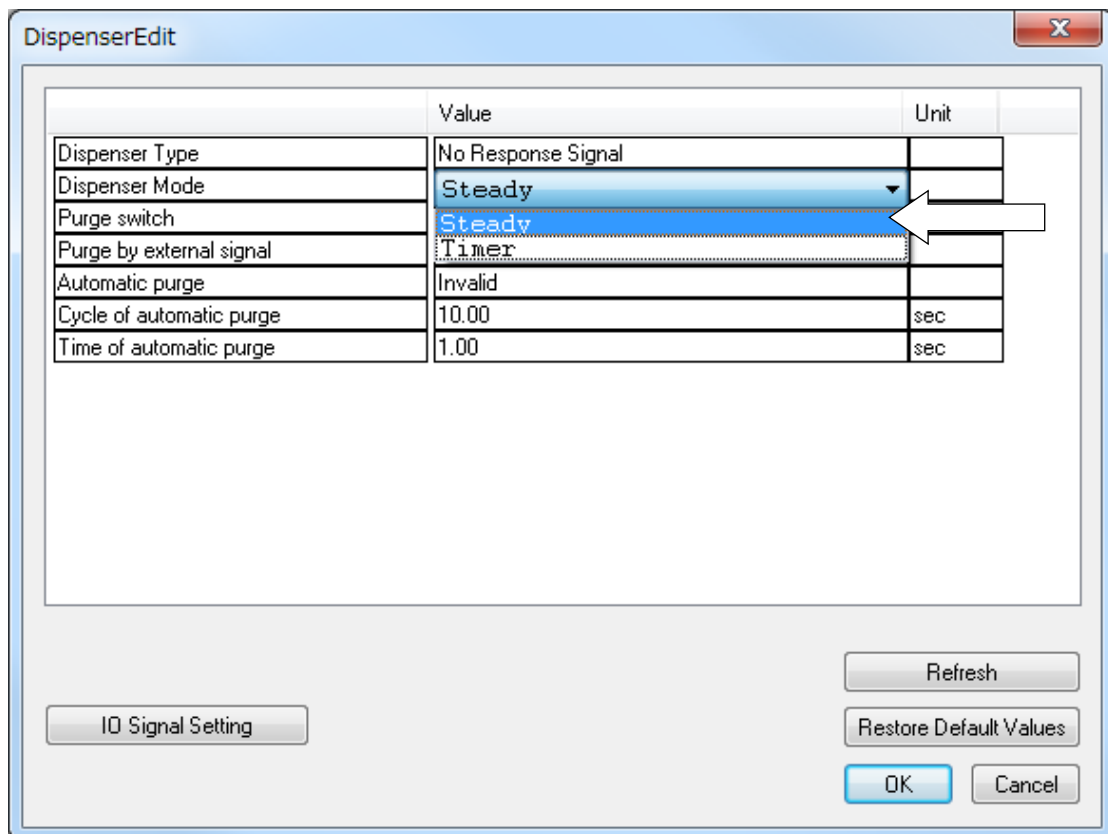 DispenserEdit
Value Unit
Dispenser Type No Response Signal
Dispenser Mode Steady
Purge switch Steady
Purge by external signal Timer
Automatic purge Invalid
Cycle of automatic purge 10.00 sec
Time of automatic purge 1.00 sec
Refresh
IO Signal Setting Restore Default Values
OK Cancel